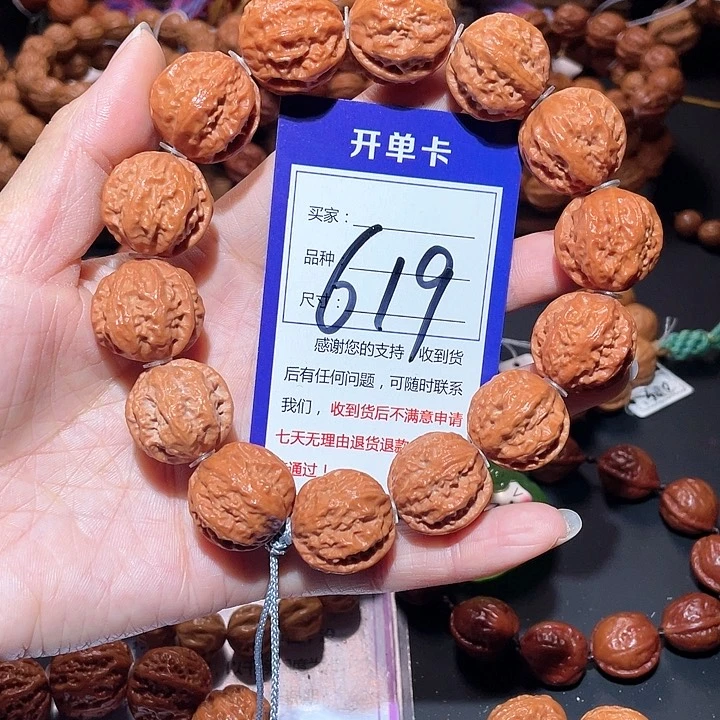 开单卡
买家：
品种
尺寸：
619
感谢您的支持，收到货
后有任何问题，可随时联系
我们，收到货后不满意申请
七天无理由退货退款
通过！